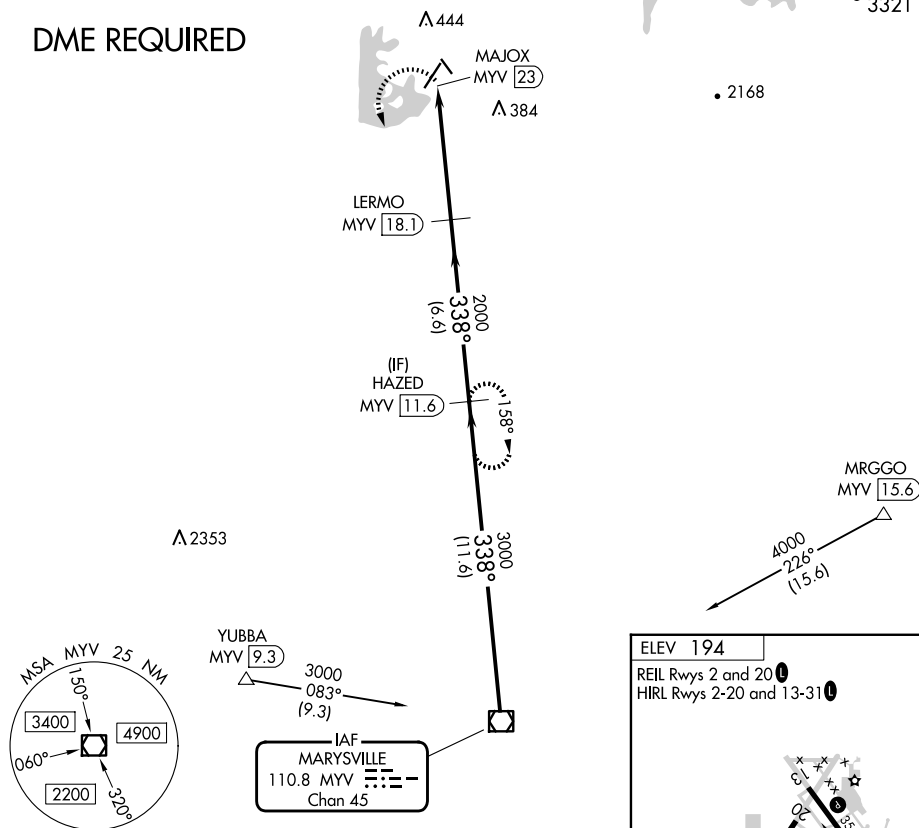 DME REQUIRED
444
3321
MAJOX
MYV 23
384
2168
LERMO
MYV 18.1
2000
338°
(6.6)
(IF)
HAZED
MYV 11.6
158°
MRGGO
MYV 15.6
2353
3000
338°
(11.6)
4000
226°
(15.6)
YUBBA
MYV 9.3
3000
083°
(9.3)
MSA MYV 25 NM
150°
3400
4900
060°
2200
320°
IAF
MARYSVILLE
110.8 MYV
Chan 45
ELEV 194
REIL Rwys 2 and 20 L
HIRL Rwys 2-20 and 13-31 L
13
20